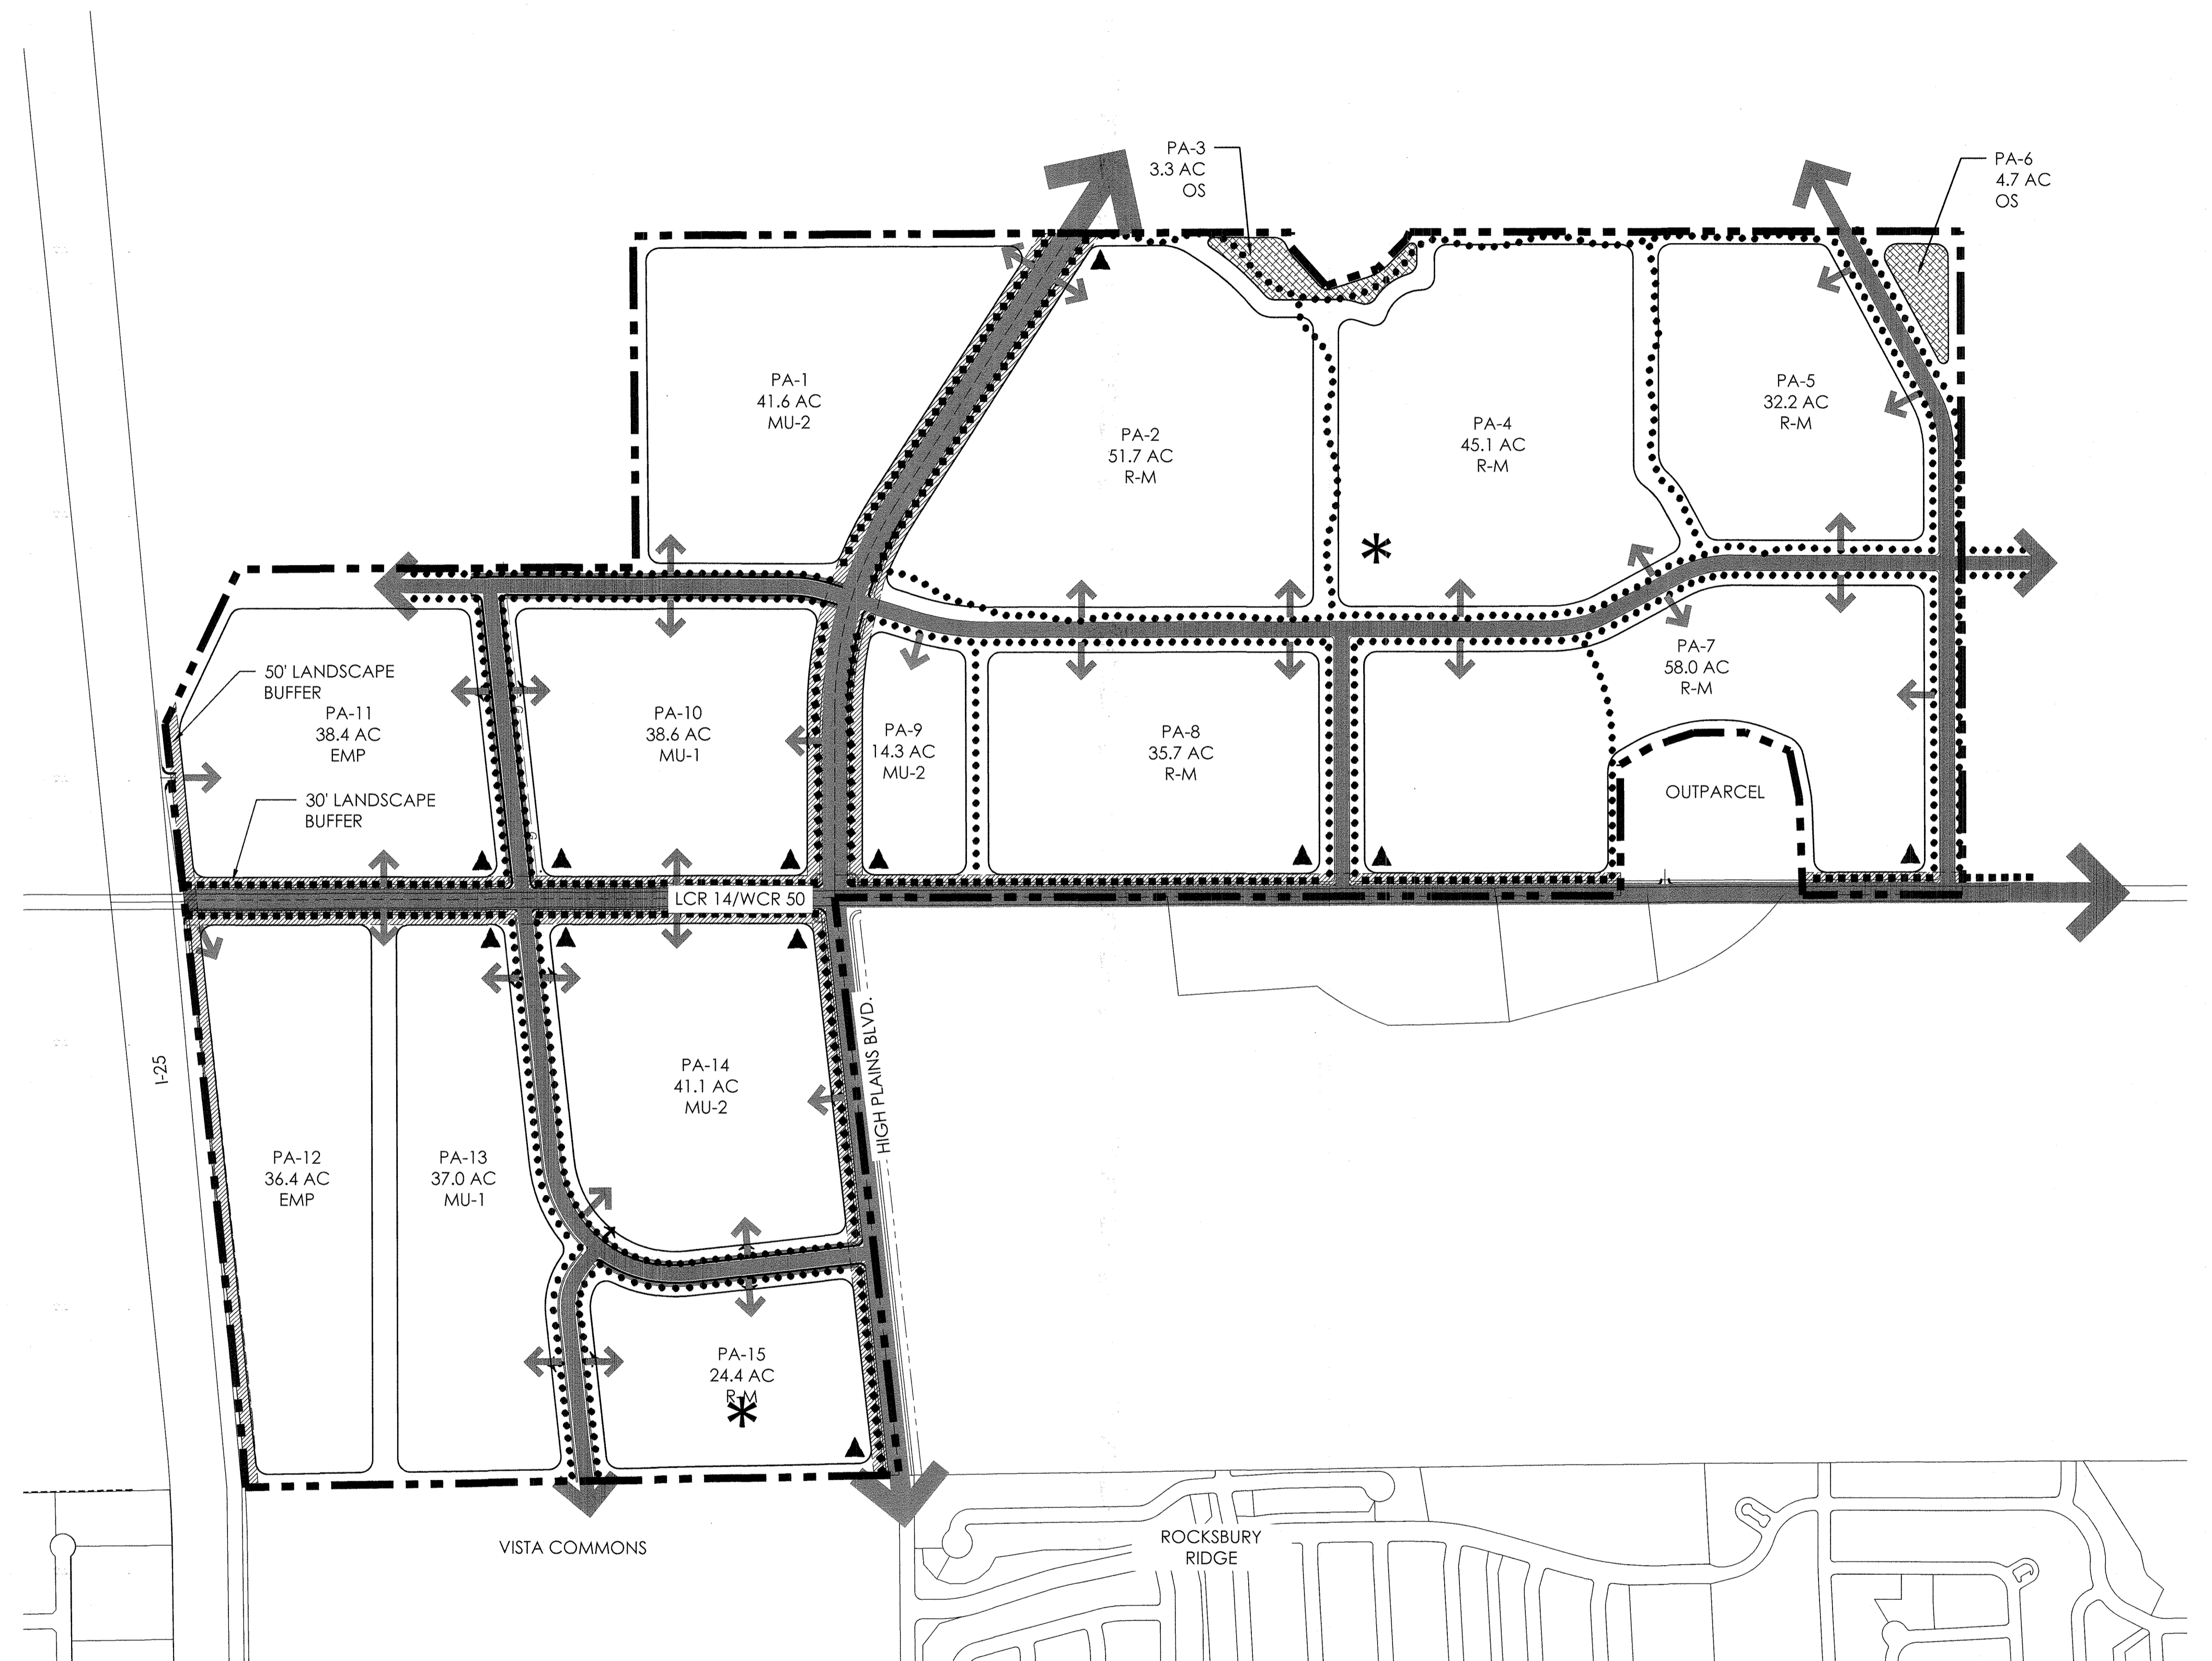 PA-3
3.3 AC
OS
PA-6
4.7 AC
OS
PA-1
41.6 AC
MU-2
PA-2
51.7 AC
R-M
PA-4
45.1 AC
R-M
PA-5
32.2 AC
R-M
*
50' LANDSCAPE
BUFFER
PA-11
38.4 AC
EMP
30' LANDSCAPE
BUFFER
PA-10
38.6 AC
MU-1
PA-9
14.3 AC
MU-2
PA-8
35.7 AC
R-M
PA-7
58.0 AC
R-M
OUTPARCEL
LCR 14/WCR 50
I-25
HIGH PLAINS BLVD.
PA-12
36.4 AC
EMP
PA-13
37.0 AC
MU-1
PA-14
41.1 AC
MU-2
PA-15
24.4 AC
R-M
*
VISTA COMMONS
ROCKSBURY
RIDGE